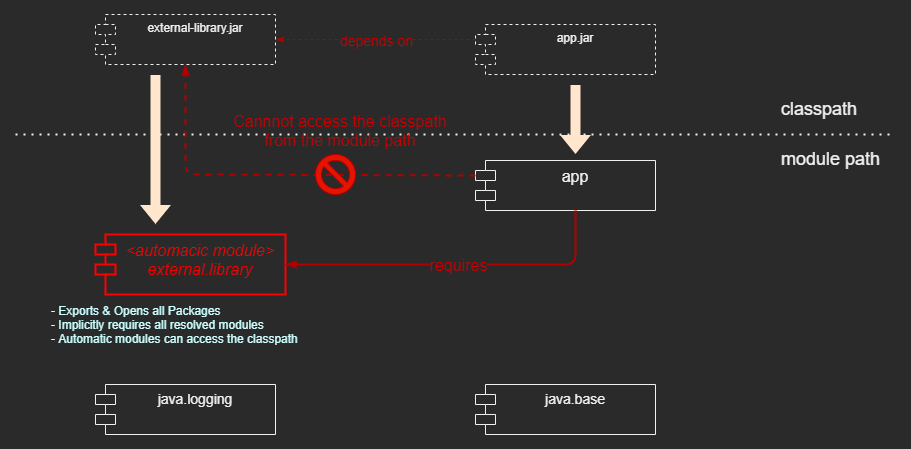 external-library.jar
depends on
app.jar
classpath
Cannnot access the classpath
from the module path
module path
app
<automacic module>
external.library
requires
- Exports & Opens all Packages
- Implicitly requires all resolved modules
- Automatic modules can access the classpath
java.logging
java.base